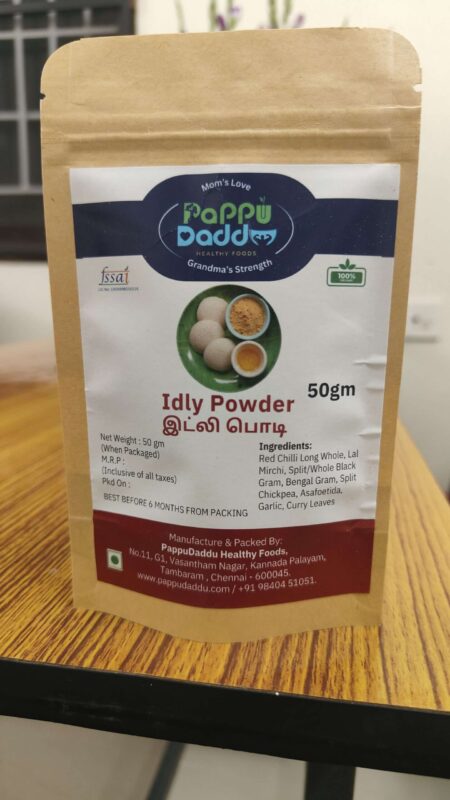 Mom's Love
PaPPU
Daddu
HEALTHY FOODS
Grandma's Strength
fssai
100%
Idly Powder
இட்லி பொடி
50gm
Net Weight : 50 gm
(When Packaged)
M.R.P :
(Inclusive of all taxes)
Pkd On :
BEST BEFORE 6 MONTHS FROM PACKING
Ingredients:
Red Chilli Long Whole, Lal
Mirchi, Split/Whole Black
Gram, Bengal Gram, Split
Chickpea, Asafoetida,
Garlic, Curry Leaves
Manufacture & Packed By:
PappuDaddu Healthy Foods,
No.11, G1, Vasantham Nagar, Kannada Palayam,
Tambaram , Chennai - 600045.
www.pappudaddu.com / +91 98404 51051.